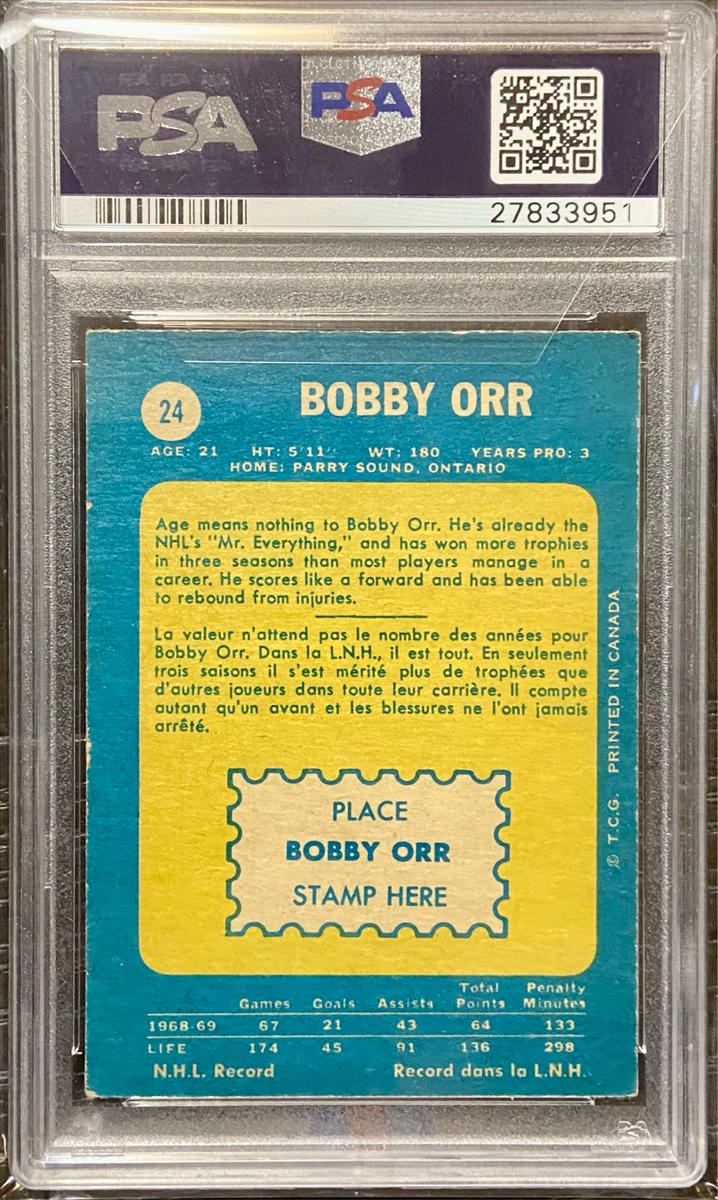 PSA
PSA
27833951
24
BOBBY ORR
AGE: 21 HT: 5'11" WT: 180 YEARS PRO: 3
HOME: PARRY SOUND, ONTARIO
Age means nothing to Bobby Orr. He's already the
NHL's "Mr. Everything," and has won more trophies
in three seasons than most players manage in a
career. He scores like a forward and has been able
to rebound from injuries.
La valeur n'attend pas le nombre des années pour
Bobby Orr. Dans la L.N.H., il est tout. En seulement
trois saisons il s'est mérité plus de trophées que
d'autres joueurs dans toute leur carrière. Il compte
autant qu'un avant et les blessures ne l'ont jamais
arrêté.
PLACE
BOBBY ORR
STAMP HERE
© T.C.G. PRINTED IN CANADA
Games Goals Assists Total Points Penalty Minutes
1968-69 67 21 43 64 133
LIFE 174 45 91 136 298
N.H.L. Record Record dans la L.N.H.